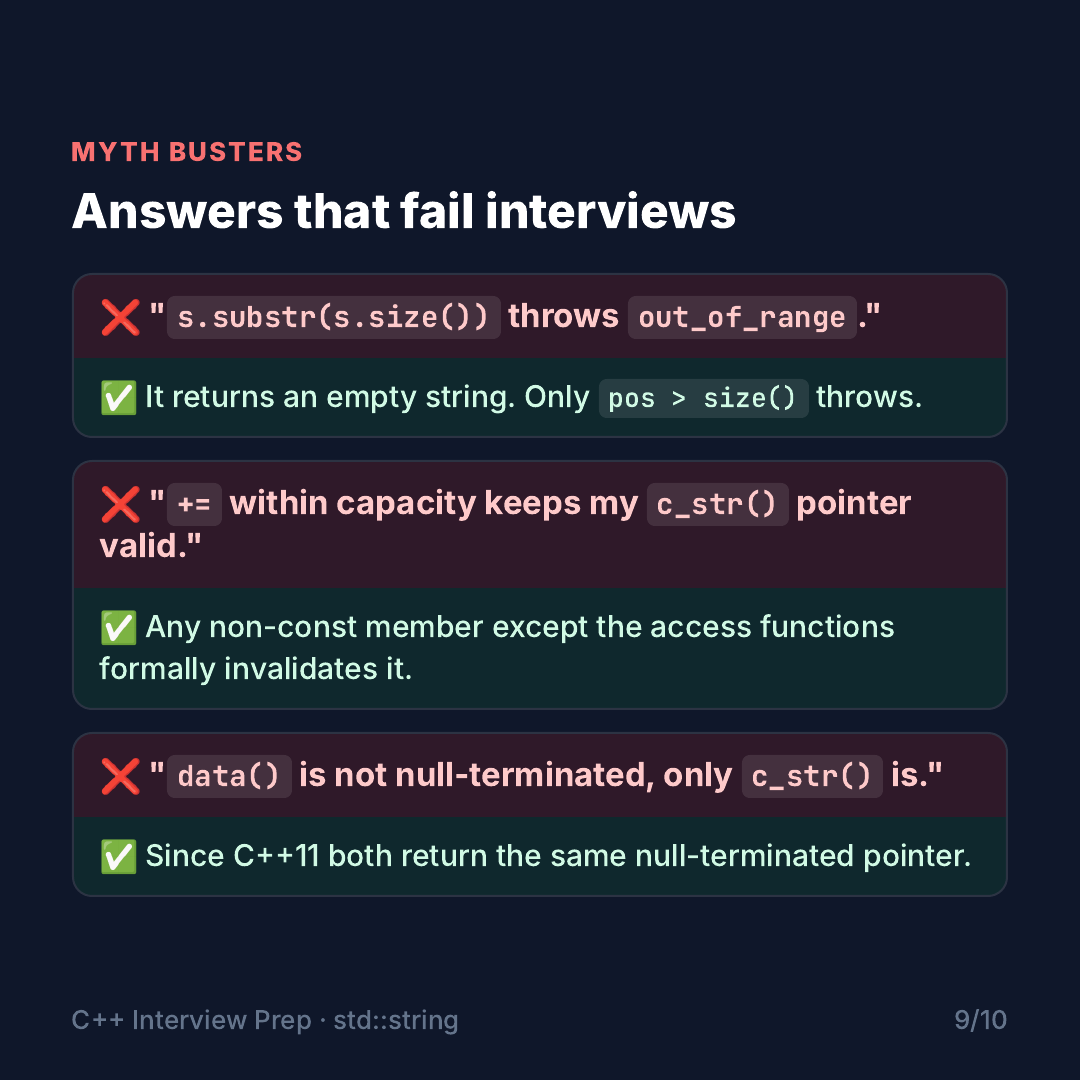 MYTH BUSTERS
Answers that fail interviews
❌ "s.substr(s.size()) throws out_of_range."
✅ It returns an empty string. Only pos > size() throws.
❌ "+= within capacity keeps my c_str() pointer
valid."
✅ Any non-const member except the access functions
formally invalidates it.
❌ "data() is not null-terminated, only c_str() is."
✅ Since C++11 both return the same null-terminated pointer.
C++ Interview Prep · std::string
9/10